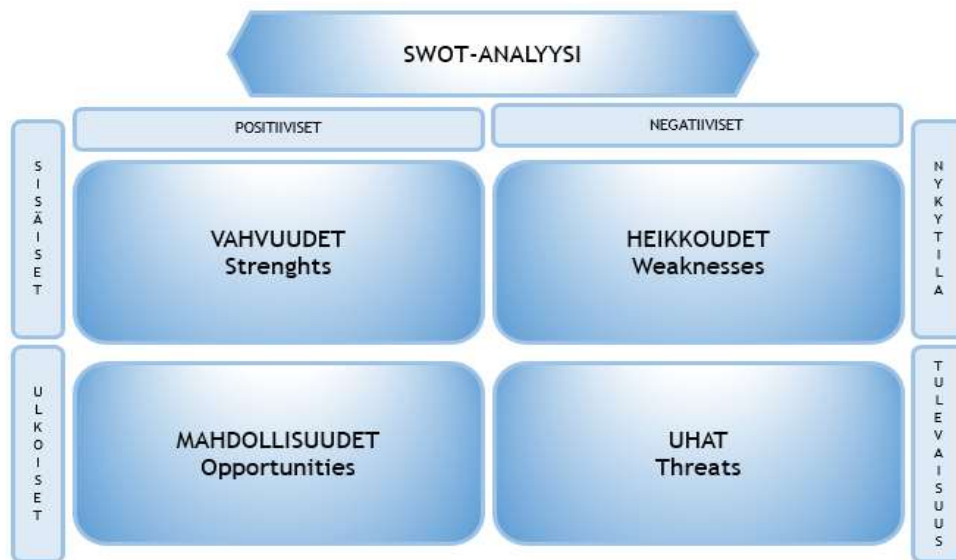 SWOT-ANALYYSI
POSITIIVISET
NEGATIIVISET
SISÄISET
VAHVUUDET
Strenghts
HEIKKOUDET
Weaknesses
NYKYTILA
ULKOISET
MAHDOLLISUUDET
Opportunities
UHAT
Threats
TULEVAISUUS